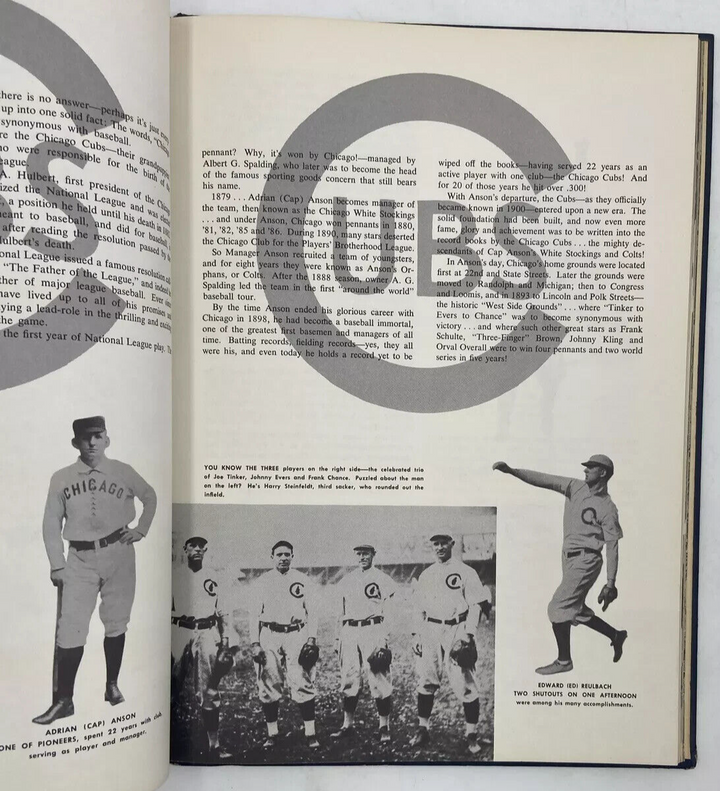 there is no answer—perhaps it's just
up into one solid fact: The words,
synonymous with baseball.
re the Chicago Cubs—their
who were responsible for the birth of
eague.
A. Hulbert, first president of the
ized the National League and was
a position he held until his death in
meant to baseball, and did for baseball,
after reading the resolution passed by
Hulbert's death.
onal League issued a famous resolution
"The Father of the League," and indeed
ther of major league baseball. Ever
have lived up to all of his promises
ying a lead-role in the thrilling and
the game.
the first year of National League play.
CHICAGO
ADRIAN (CAP) ANSON
ONE OF PIONEERS, spent 22 years with club,
serving as player and manager.
CUBS
pennant? Why, it's won by Chicago!—managed by
Albert G. Spalding, who later was to become the head
of the famous sporting goods concern that still bears
his name.
1879 . . . Adrian (Cap) Anson becomes manager of
the team, then known as the Chicago White Stockings
. . . and under Anson, Chicago won pennants in 1880,
'81, '82, '85 and '86. During 1890, many stars deserted
the Chicago Club for the Players' Brotherhood League.
So Manager Anson recruited a team of youngsters,
and for eight years they were known as Anson's Or-
phans, or Colts. After the 1888 season, owner A. G.
Spalding led the team in the first "around the world"
baseball tour.
By the time Anson ended his glorious career with
Chicago in 1898, he had become a baseball immortal,
one of the greatest first basemen and managers of all
time. Batting records, fielding records—yes, they all
were his, and even today he holds a record yet to be
wiped off the books—having served 22 years as an
active player with one club—the Chicago Cubs! And
for 20 of those years he hit over .300!
With Anson's departure, the Cubs—as they officially
became known in 1900—entered upon a new era. The
solid foundation had been built, and now even more
fame, glory and achievement was to be written into the
record books by the Chicago Cubs . . . the mighty de-
scendants of Cap Anson's White Stockings and Colts!
In Anson's day, Chicago's home grounds were located
first at 22nd and State Streets. Later the grounds were
moved to Randolph and Michigan; then to Congress
and Loomis, and in 1893 to Lincoln and Polk Streets—
the historic "West Side Grounds" . . . where "Tinker to
Evers to Chance" was to become synonymous with
victory . . . and where such other great stars as Frank
Schulte, "Three-Finger" Brown, Johnny Kling and
Orval Overall were to win four pennants and two world
series in five years!
YOU KNOW THE THREE players on the right side—the celebrated trio
of Joe Tinker, Johnny Evers and Frank Chance. Puzzled about the man
on the left? He's Harry Steinfeldt, third sacker, who rounded out the
infield.
EDWARD (ED) REULBACH
TWO SHUTOUTS ON ONE AFTERNOON
were among his many accomplishments.